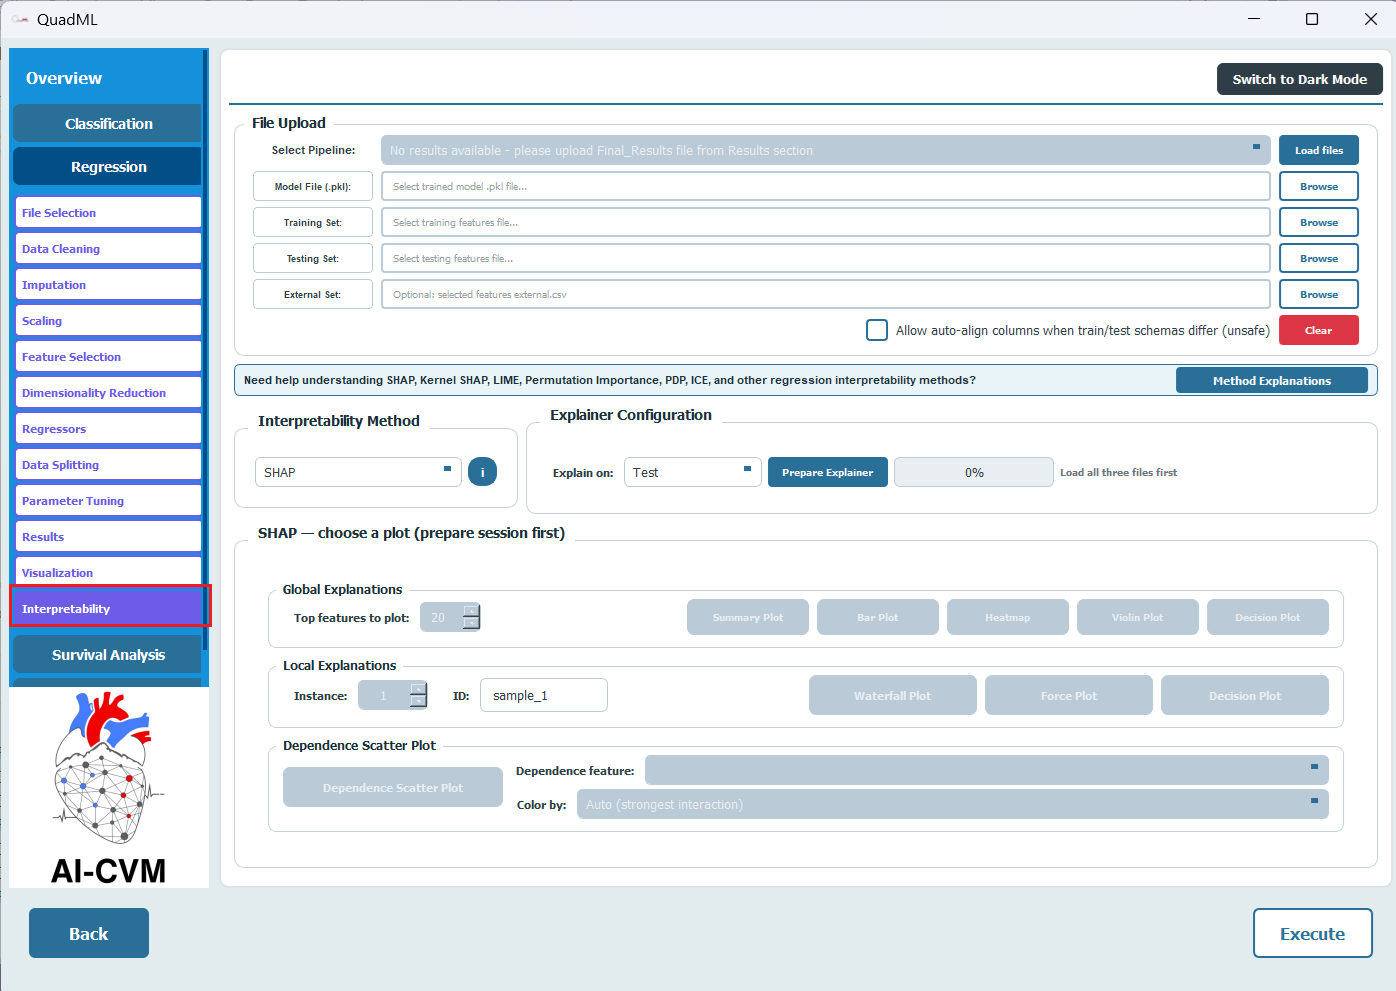 QuadML
Overview
Classification
Regression
File Selection
Data Cleaning
Imputation
Scaling
Feature Selection
Dimensionality Reduction
Regressors
Data Splitting
Parameter Tuning
Results
Visualization
Interpretability
Survival Analysis
AI-CVM
Back
Switch to Dark Mode
File Upload
Select Pipeline: No results available - please upload Final_Results file from Results section Load files
Model File (.pkl): Select trained model .pkl file... Browse
Training Set: Select training features file... Browse
Testing Set: Select testing features file... Browse
External Set: Optional: selected features external.csv Browse
Allow auto-align columns when train/test schemas differ (unsafe) Clear
Need help understanding SHAP, Kernel SHAP, LIME, Permutation Importance, PDP, ICE, and other regression interpretability methods? Method Explanations
Interpretability Method
SHAP i
Explainer Configuration
Explain on: Test Prepare Explainer 0% Load all three files first
SHAP — choose a plot (prepare session first)
Global Explanations
Top features to plot: 20 Summary Plot Bar Plot Heatmap Violin Plot Decision Plot
Local Explanations
Instance: 1 ID: sample_1 Waterfall Plot Force Plot Decision Plot
Dependence Scatter Plot
Dependence Scatter Plot
Dependence feature:
Color by: Auto (strongest interaction)
Execute